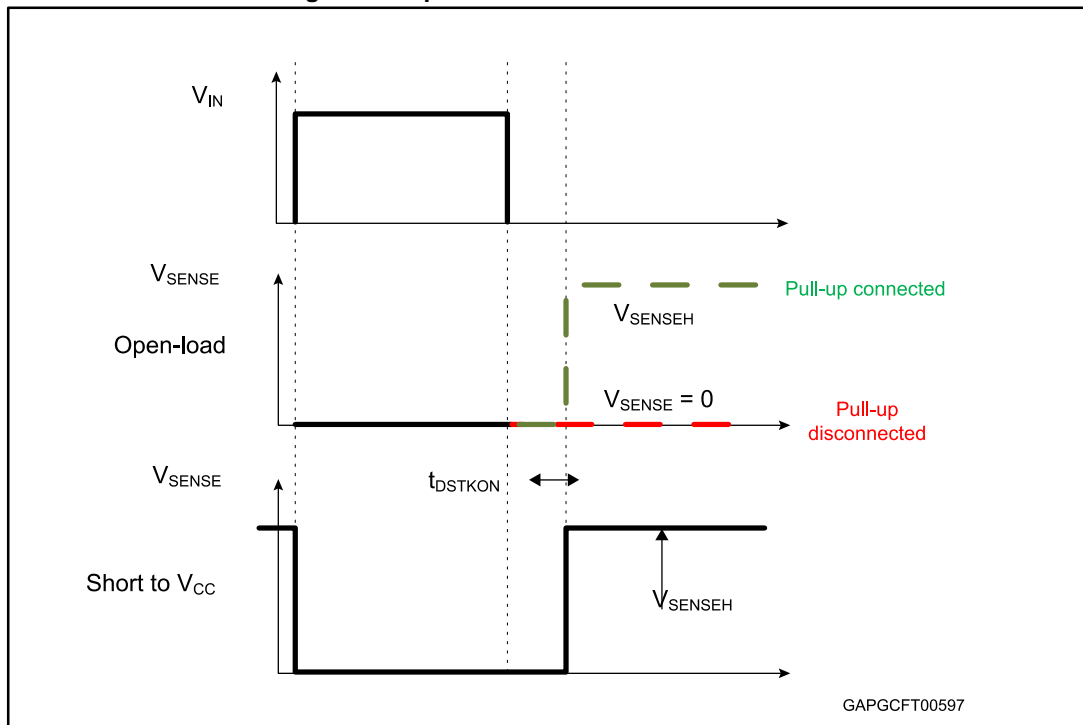 V_IN
V_SENSE
Pull-up connected
V_SENSEH
Open-load
V_SENSE = 0
Pull-up
disconnected
V_SENSE
t_DSTKON
Short to V_CC
V_SENSEH
GAPGCFT00597